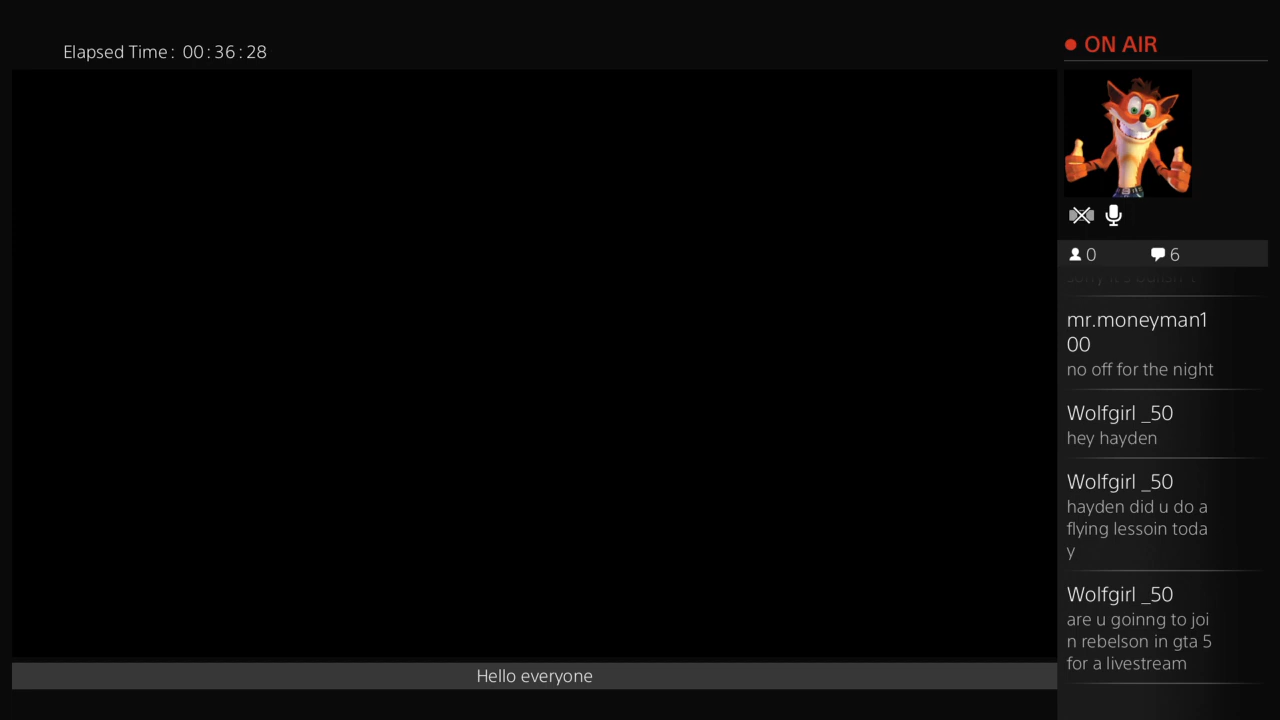 Elapsed Time: 00:36:28
ON AIR
0
6
mr.moneyman1
00
no off for the night
Wolfgirl _50
hey hayden
Wolfgirl _50
hayden did u do a
flying lessoin toda
y
Wolfgirl _50
are u goinng to joi
n rebelson in gta 5
for a livestream
Hello everyone